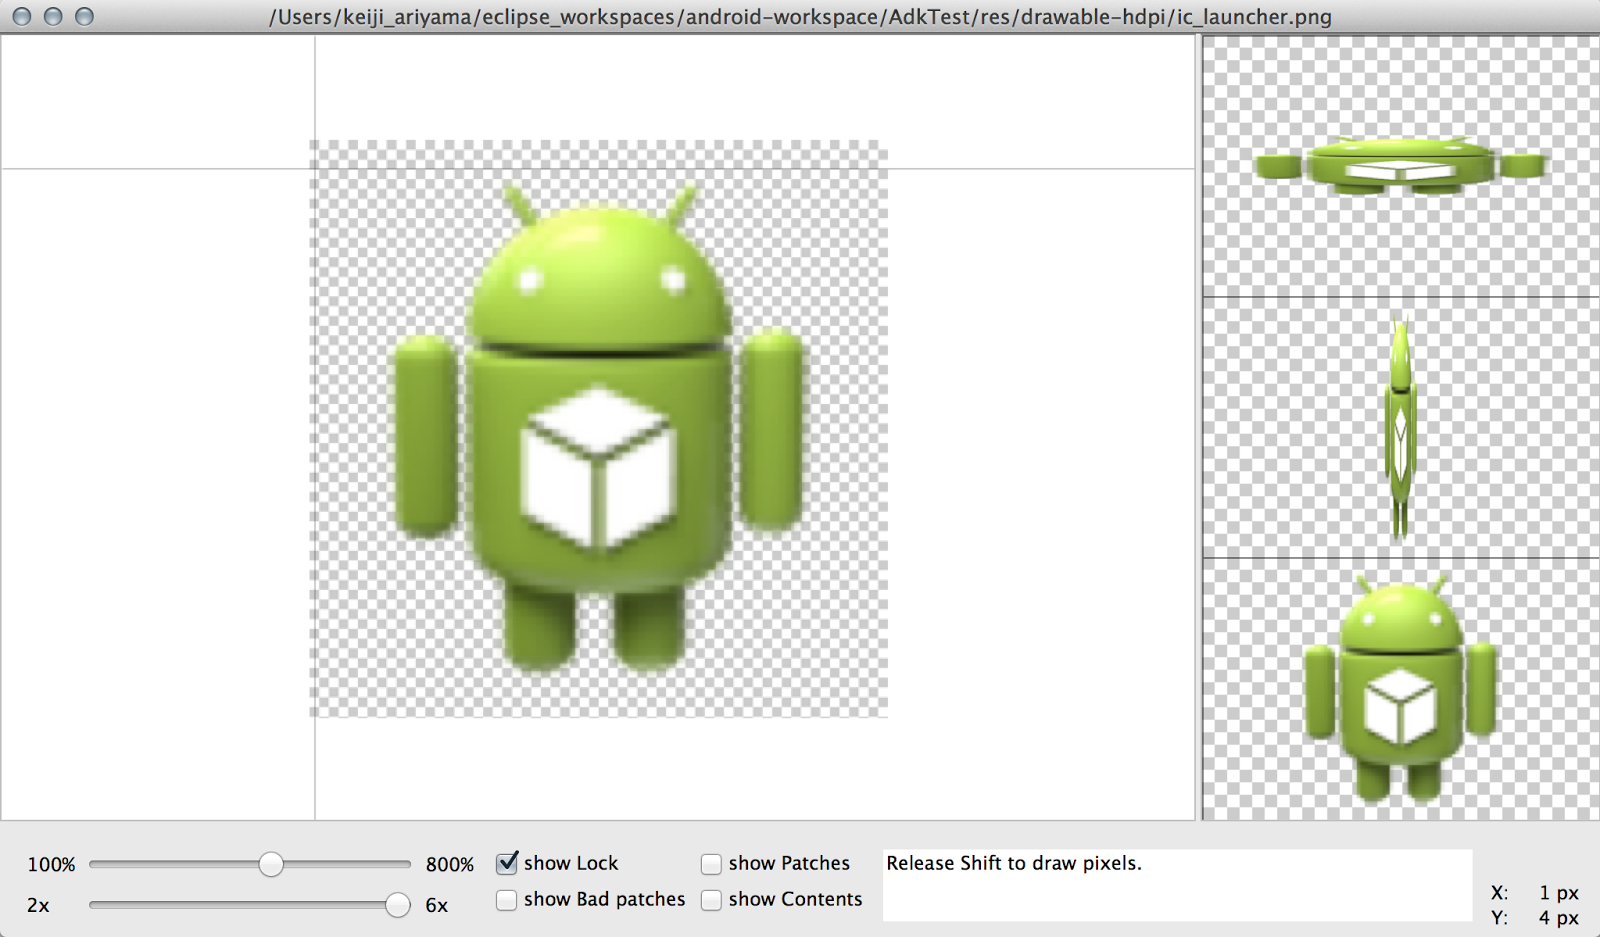 /Users/keiji_ariyama/eclipse_workspaces/android-workspace/AdkTest/res/drawable-hdpi/ic_launcher.png
100% 800% show Lock show Patches Release Shift to draw pixels.
2x 6x show Bad patches show Contents X: 1 px
Y: 4 px